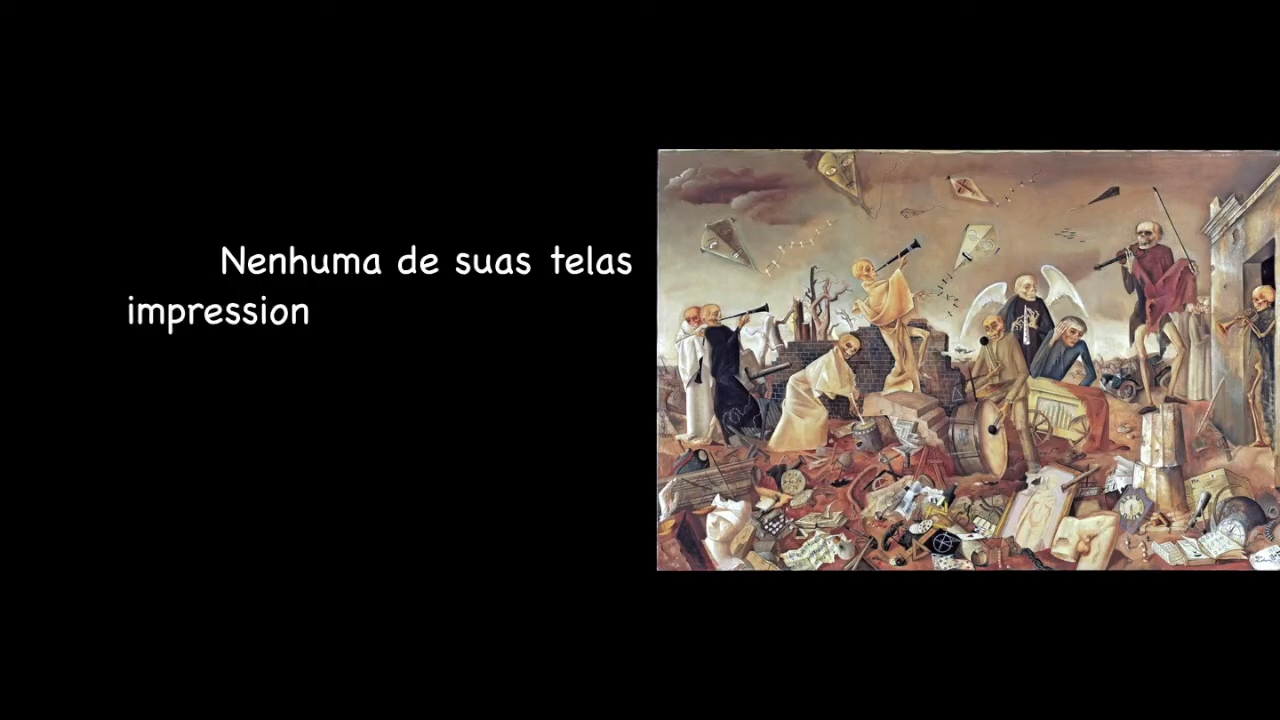 Nenhuma de suas telas
impression